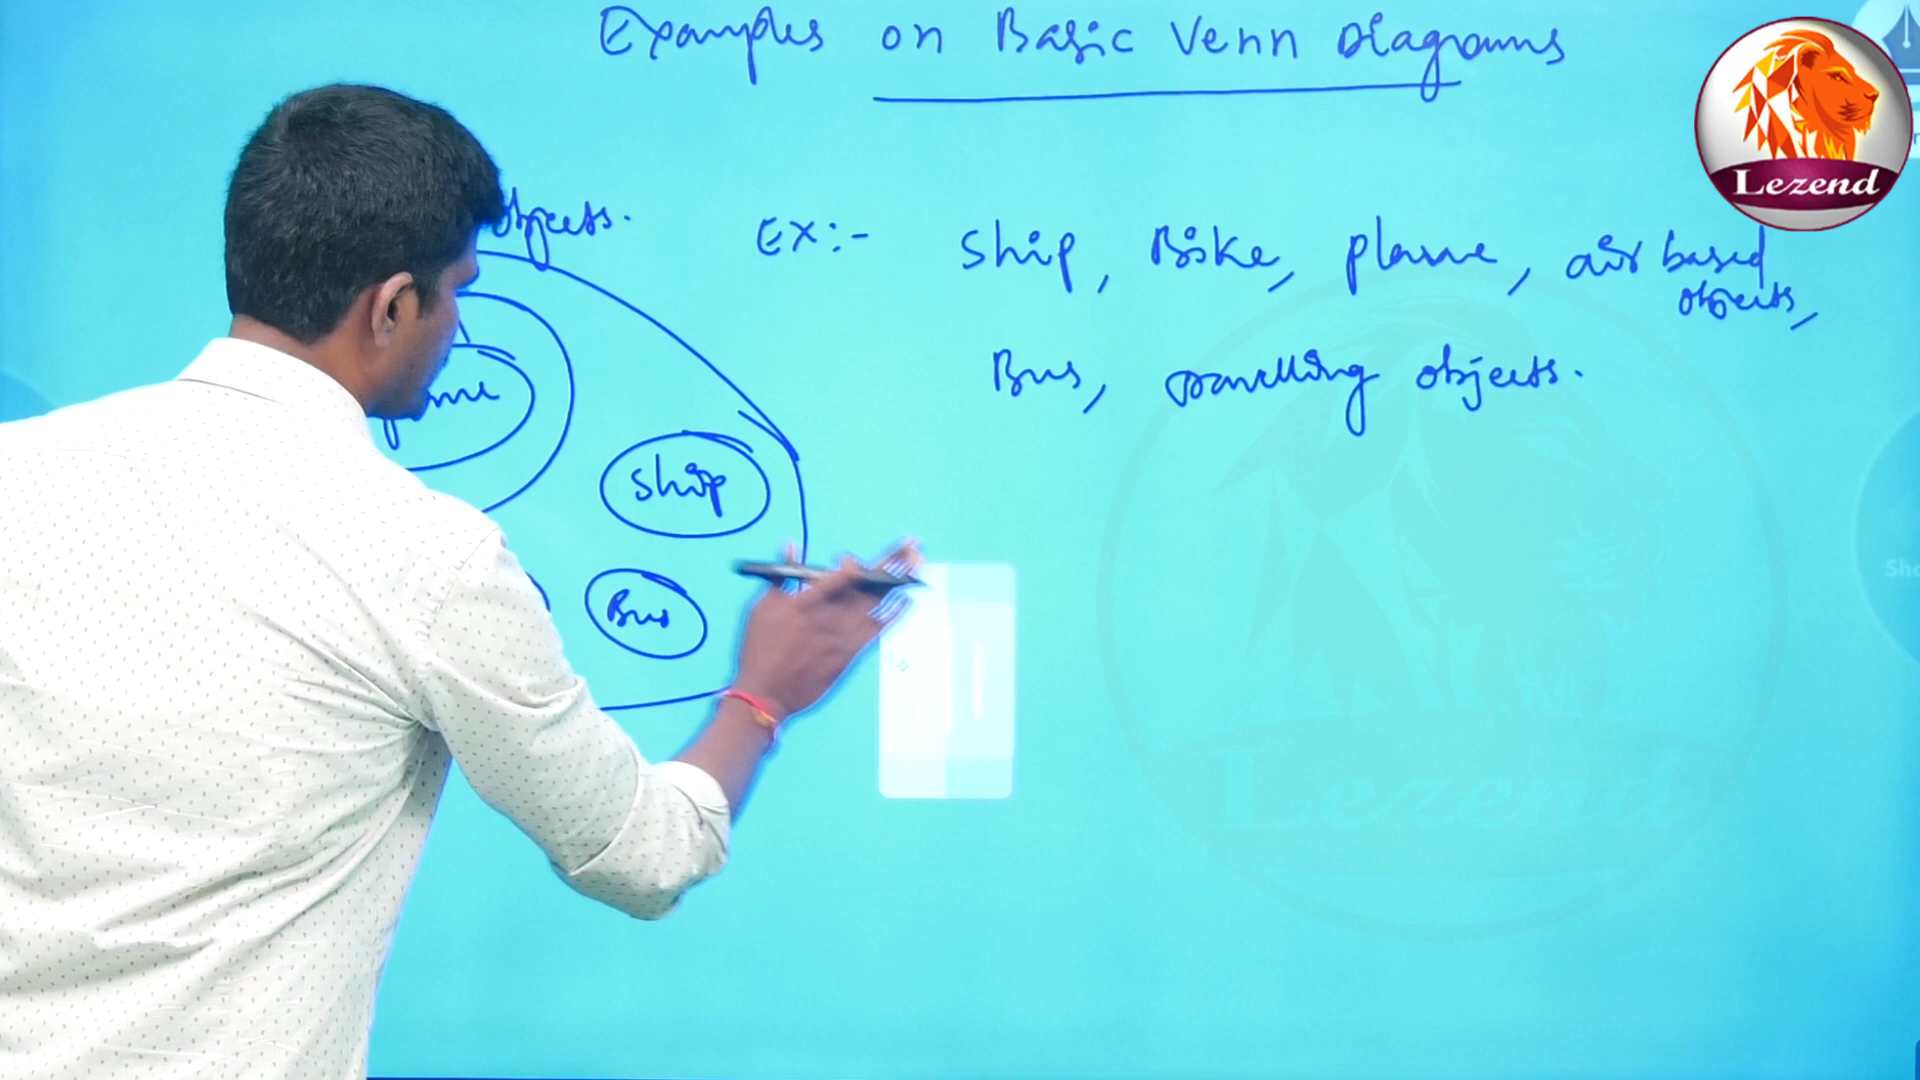 Examples on Basic Venn Diagrams
Lezend
objects.
EX:- Ship, Bike, plane, air based
objects,
Bus, travelling objects.
Ship
Bus
Lezend